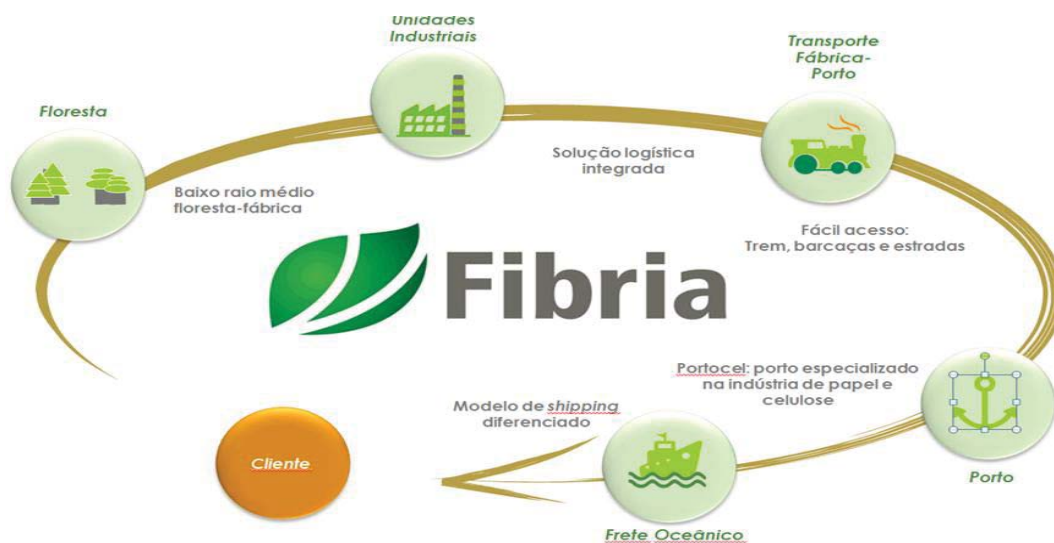 Unidades
Industriais
Transporte
Fábrica-
Porto
Floresta
Solução logística
integrada
Baixo raio médio
floresta-fábrica
Fácil acesso:
Trem, barcaças e estradas
Fibria
Portocel: porto especializado
na indústria de papel e
celulose
Modelo de shipping
diferenciado
Cliente
Porto
Frete Oceânico